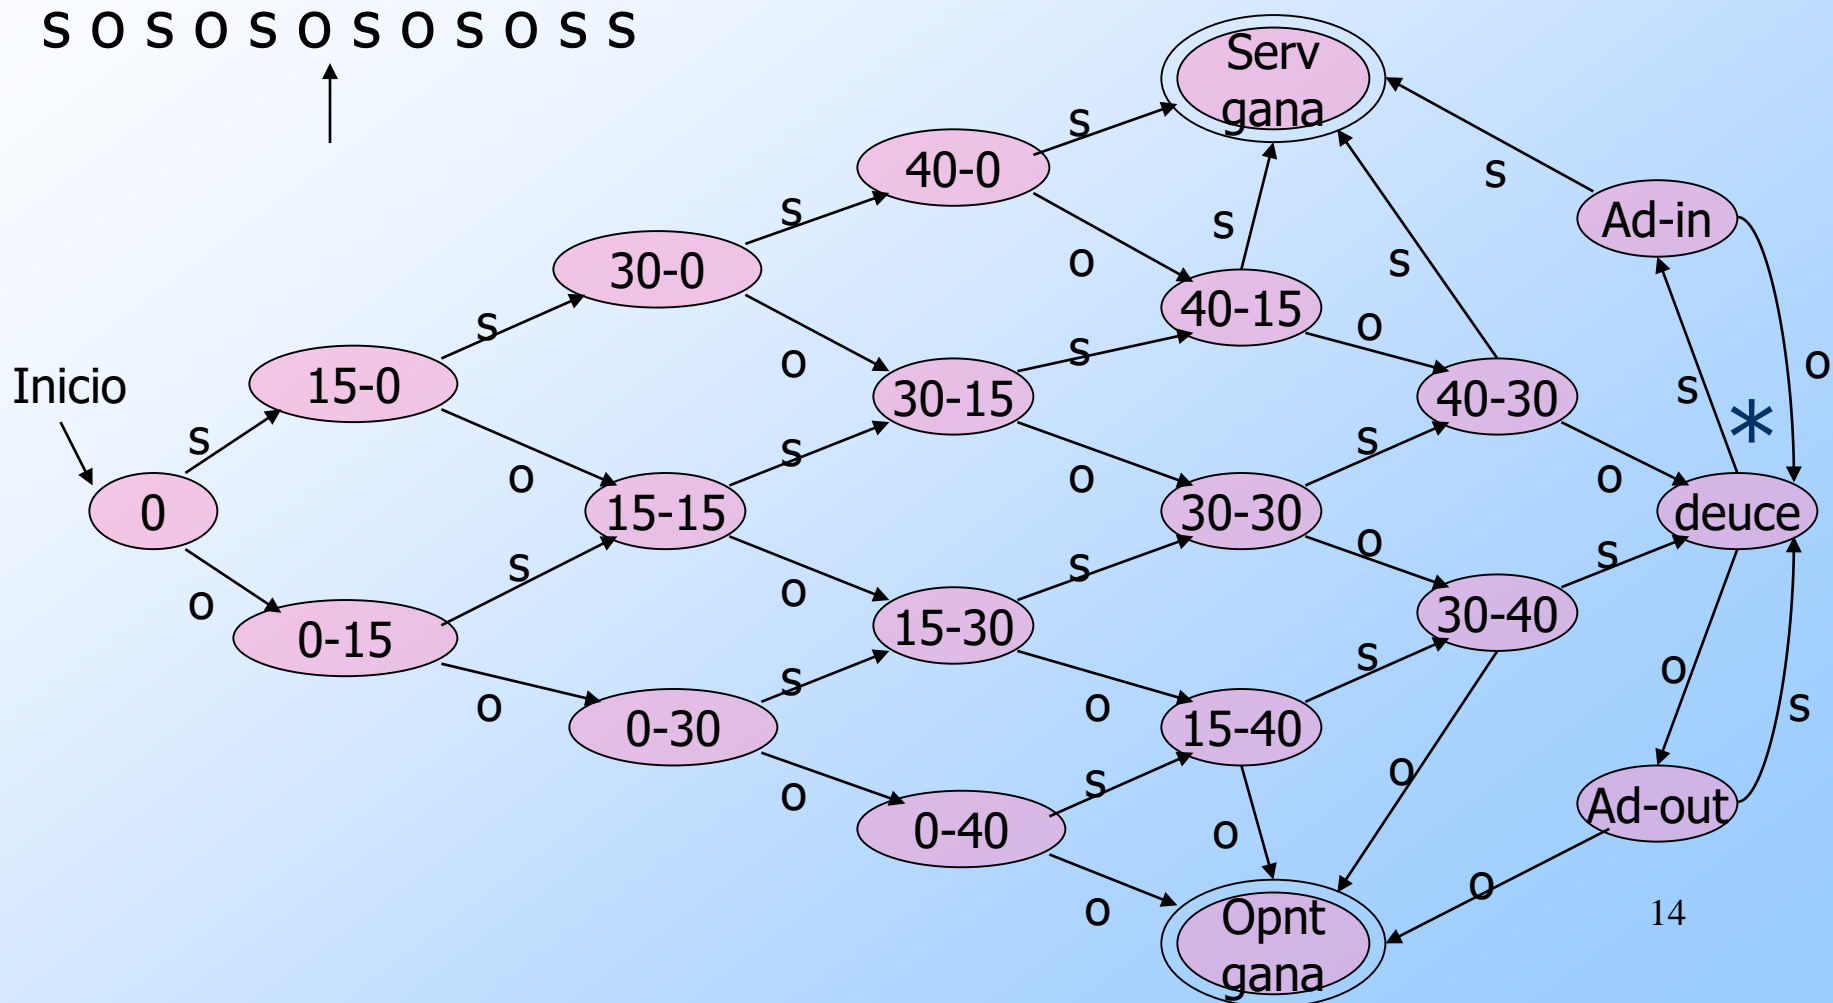 s o s o s o s o s o s s
Serv
gana
s
40-0
s
s
Ad-in
s
30-0
o
s
s
40-15
o
s
15-0
o
s
30-15
40-30
s
*
o
Inicio
s
o
s
o
s
o
0
15-15
30-30
deuce
s
o
s
o
s
o
0-15
15-30
30-40
o
0-30
s
o
15-40
s
o
s
o
0-40
s
o
o
Ad-out
o
Opnt
gana
o
14